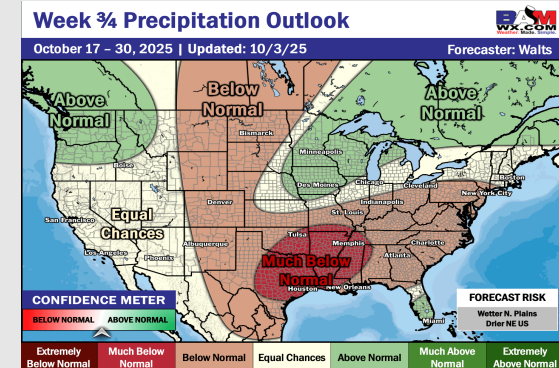 Week ¾ Precipitation Outlook
BAM
WX.COM
Weather. Made. Simple.
October 17 – 30, 2025 | Updated: 10/3/25
Forecaster: Walts
Above
Normal
Below
Normal
Above
Normal
Bismarck
Minneapolis
Boise
Des Moines
Chicago
Cleveland
Boston
New York City
Denver
Indianapolis
St. Louis
San Francisco
Equal
Chances
Los Angeles
Phoenix
Albuquerque
Tulsa
Memphis
Charlotte
Atlanta
Much Below
Normal
Houston
New Orleans
Miami
CONFIDENCE METER
BELOW NORMAL
ABOVE NORMAL
FORECAST RISK
Wetter N. Plains
Drier NE US
Extremely
Below Normal
Much Below
Normal
Below Normal
Equal Chances
Above Normal
Much Above
Normal
Extremely
Above Normal